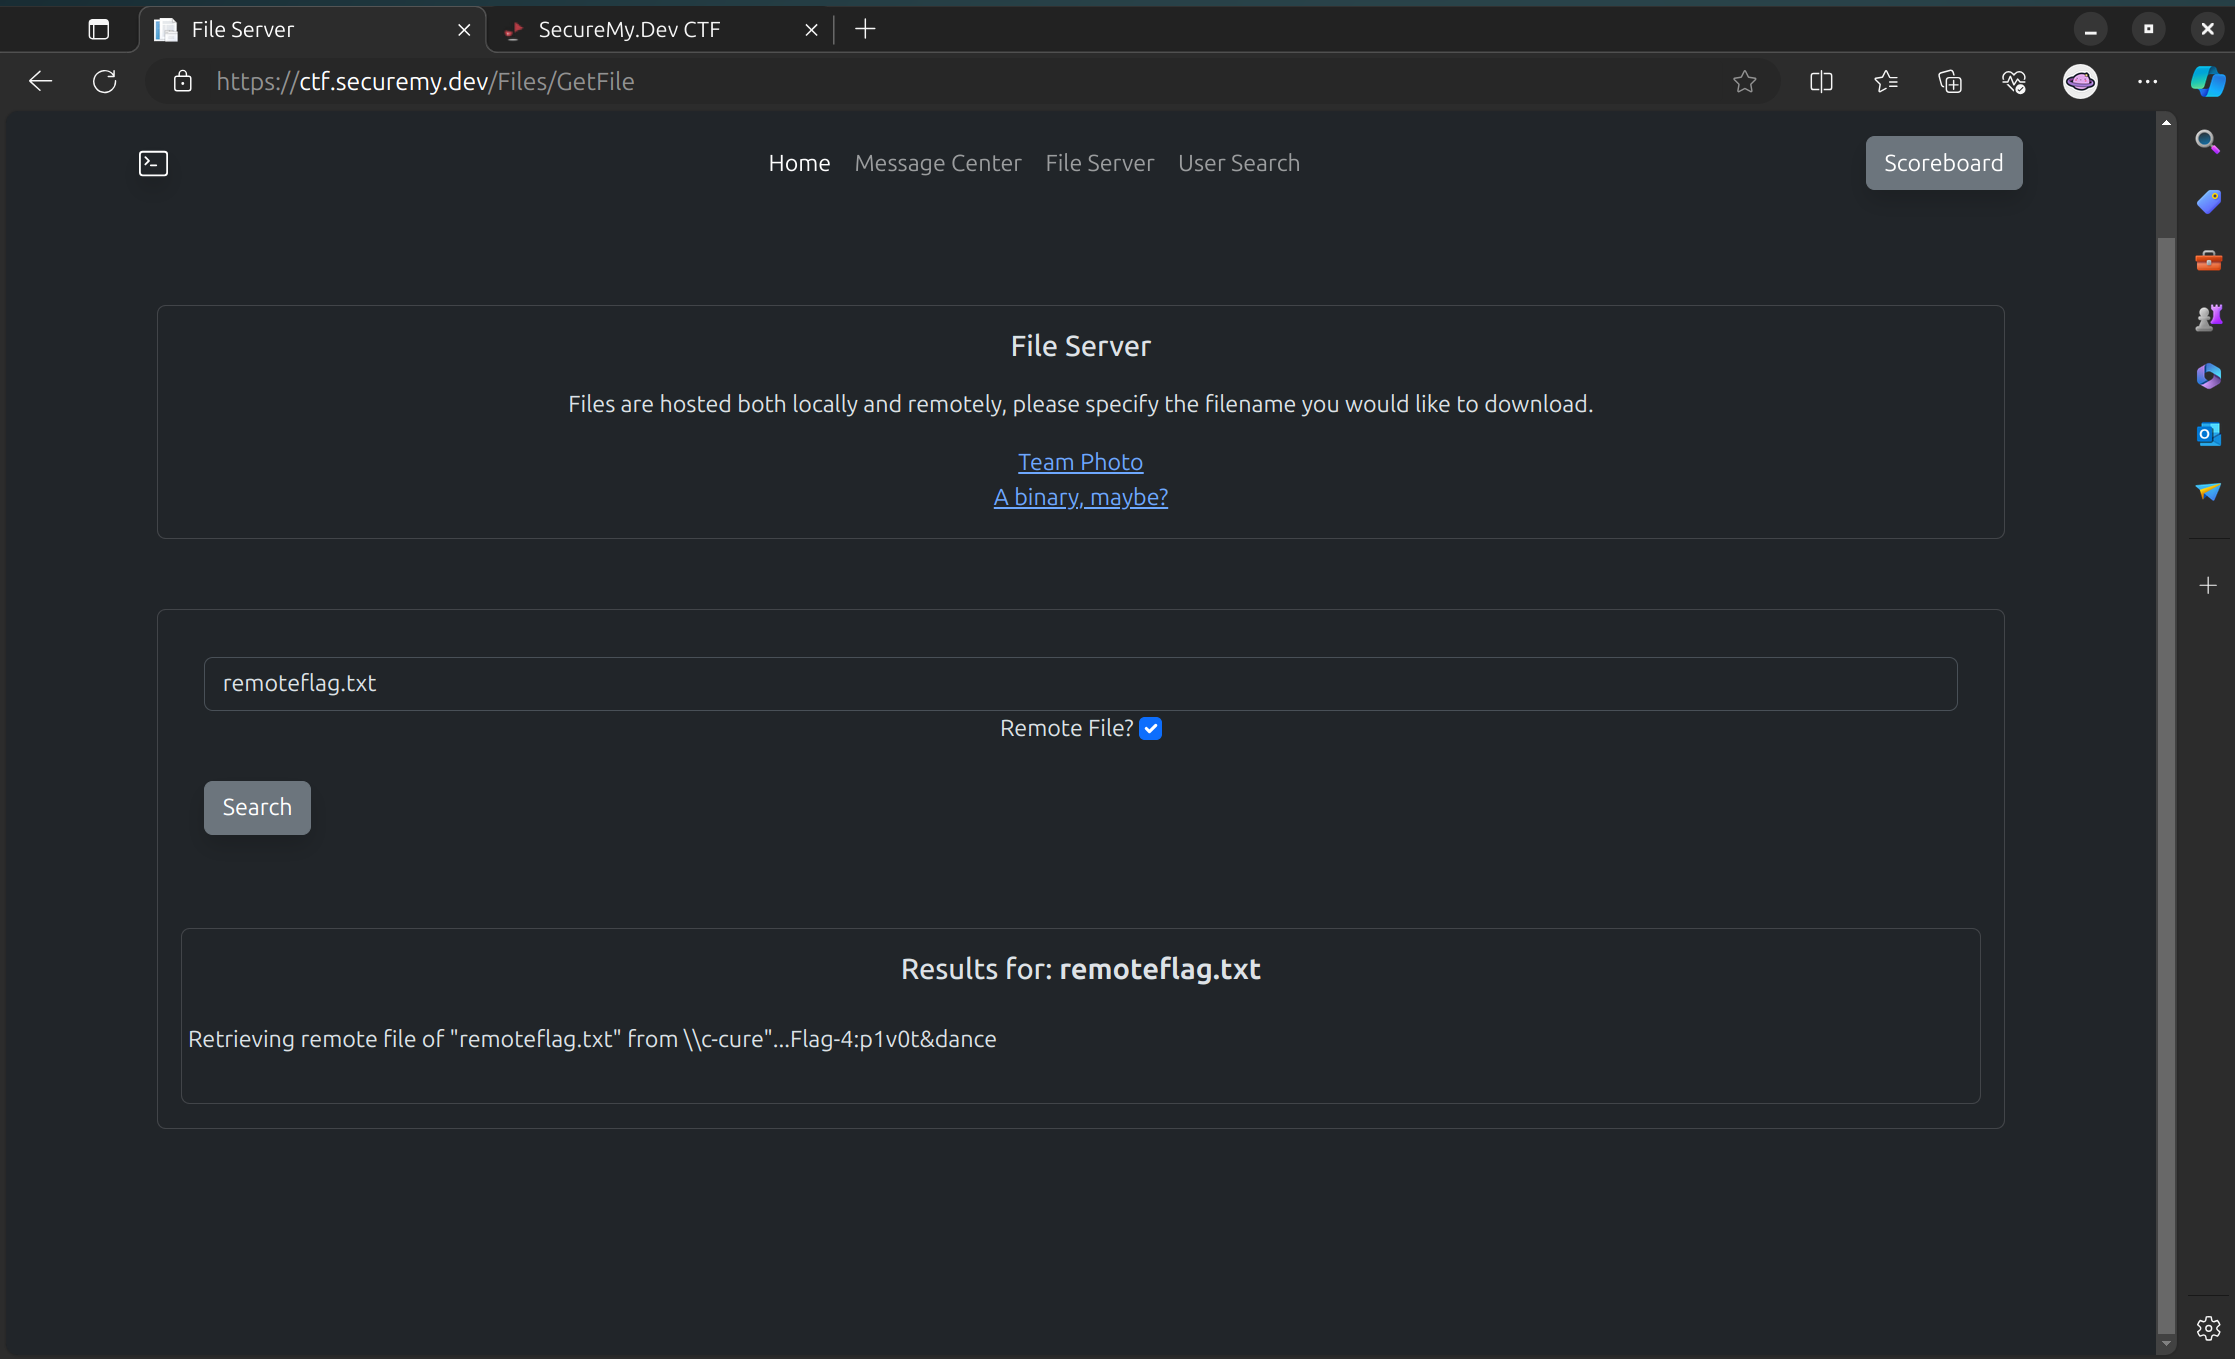 File Server
SecureMy.Dev CTF
https://ctf.securemy.dev/Files/GetFile
Home
Message Center
File Server
User Search
Scoreboard
File Server
Files are hosted both locally and remotely, please specify the filename you would like to download.
Team Photo
A binary, maybe?
remoteflag.txt
Remote File?
Search
Results for: remoteflag.txt
Retrieving remote file of "remoteflag.txt" from \\c-cure"...Flag-4:p1v0t&dance